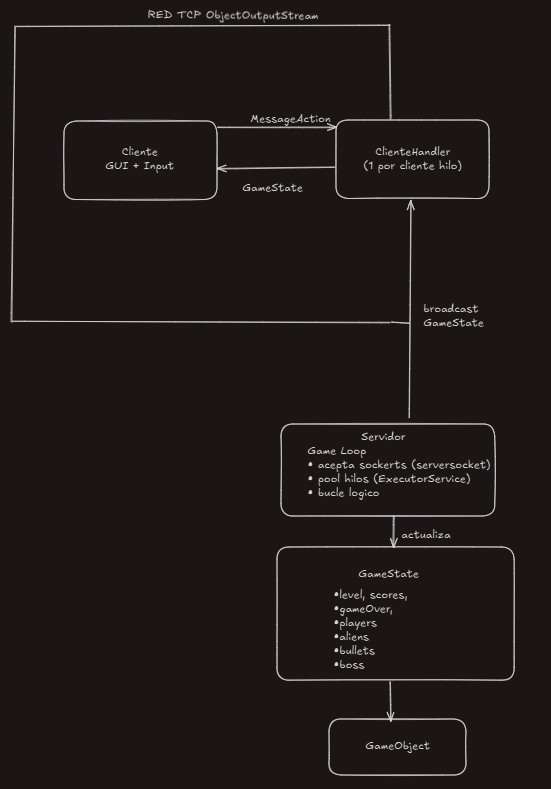 RED TCP ObjectOutputStream
MessageAction
Cliente
GUI + Input
ClienteHandler
(1 por cliente hilo)
GameState
broadcast
GameState
Servidor
Game Loop
• acepta sockerts (serversocket)
• pool hilos (ExecutorService)
• bucle logico
actualiza
GameState
•level, scores,
•gameOver,
•players
•aliens
•bullets
•boss
GameObject